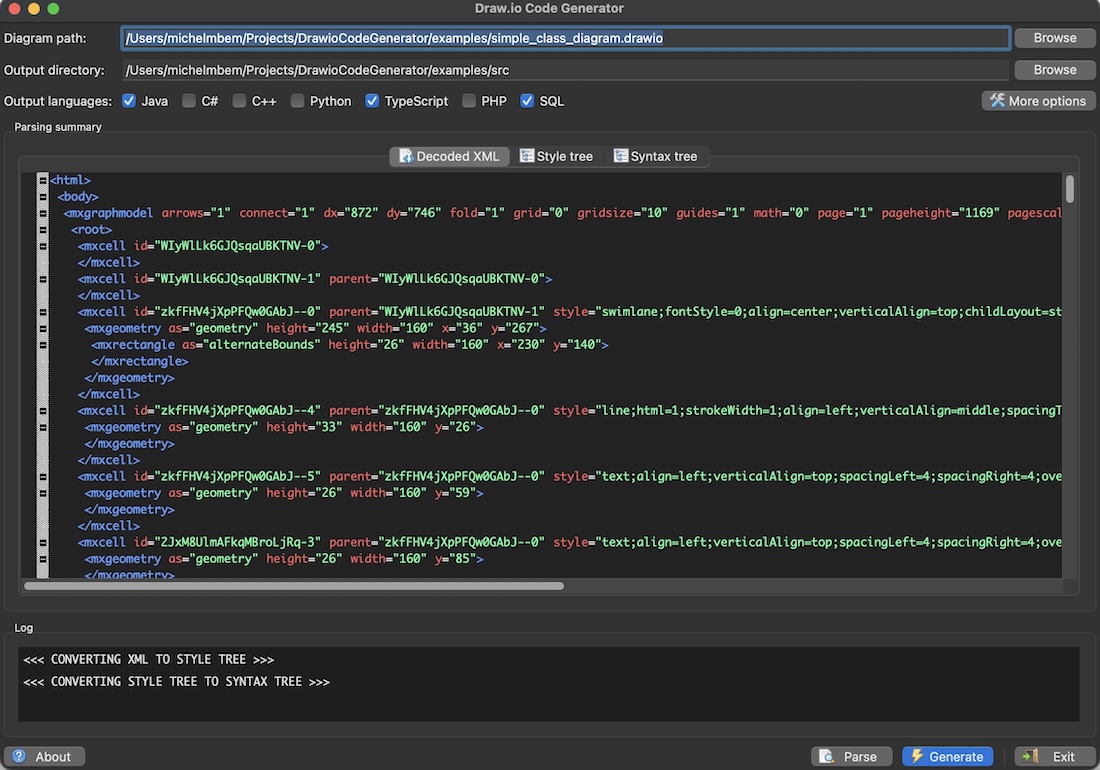 Draw.io Code Generator
Diagram path: /Users/michelmbem/Projects/DrawioCodeGenerator/examples/simple_class_diagram.drawio Browse
Output directory: /Users/michelmbem/Projects/DrawioCodeGenerator/examples/src Browse
Output languages: Java C# C++ Python TypeScript PHP SQL More options
Parsing summary
Decoded XML Style tree Syntax tree
<html>
<body>
<mxgraphmodel arrows="1" connect="1" dx="872" dy="746" fold="1" grid="0" gridsize="10" guides="1" math="0" page="1" pageheight="1169" pagescal
<root>
<mxcell id="WIyWlLk6GJQsqaUBKTNV-0">
</mxcell>
<mxcell id="WIyWlLk6GJQsqaUBKTNV-1" parent="WIyWlLk6GJQsqaUBKTNV-0">
</mxcell>
<mxcell id="zkfFHV4jXpPFQw0GAbJ--0" parent="WIyWlLk6GJQsqaUBKTNV-1" style="swimlane;fontStyle=0;align=center;verticalAlign=top;childLayout=st
<mxgeometry as="geometry" height="245" width="160" x="36" y="267">
<mxrectangle as="alternateBounds" height="26" width="160" x="230" y="140">
</mxrectangle>
</mxgeometry>
</mxcell>
<mxcell id="zkfFHV4jXpPFQw0GAbJ--4" parent="zkfFHV4jXpPFQw0GAbJ--0" style="line;html=1;strokeWidth=1;align=left;verticalAlign=middle;spacingT
<mxgeometry as="geometry" height="33" width="160" y="26">
</mxgeometry>
</mxcell>
<mxcell id="zkfFHV4jXpPFQw0GAbJ--5" parent="zkfFHV4jXpPFQw0GAbJ--0" style="text;align=left;verticalAlign=top;spacingLeft=4;spacingRight=4;ove
<mxgeometry as="geometry" height="26" width="160" y="59">
</mxgeometry>
</mxcell>
<mxcell id="2JxM8UlmAFkqMBroLjRq-3" parent="zkfFHV4jXpPFQw0GAbJ--0" style="text;align=left;verticalAlign=top;spacingLeft=4;spacingRight=4;ove
<mxgeometry as="geometry" height="26" width="160" y="85">
</mxgeometry>
Log
<<< CONVERTING XML TO STYLE TREE >>>
<<< CONVERTING STYLE TREE TO SYNTAX TREE >>>
About Parse Generate Exit